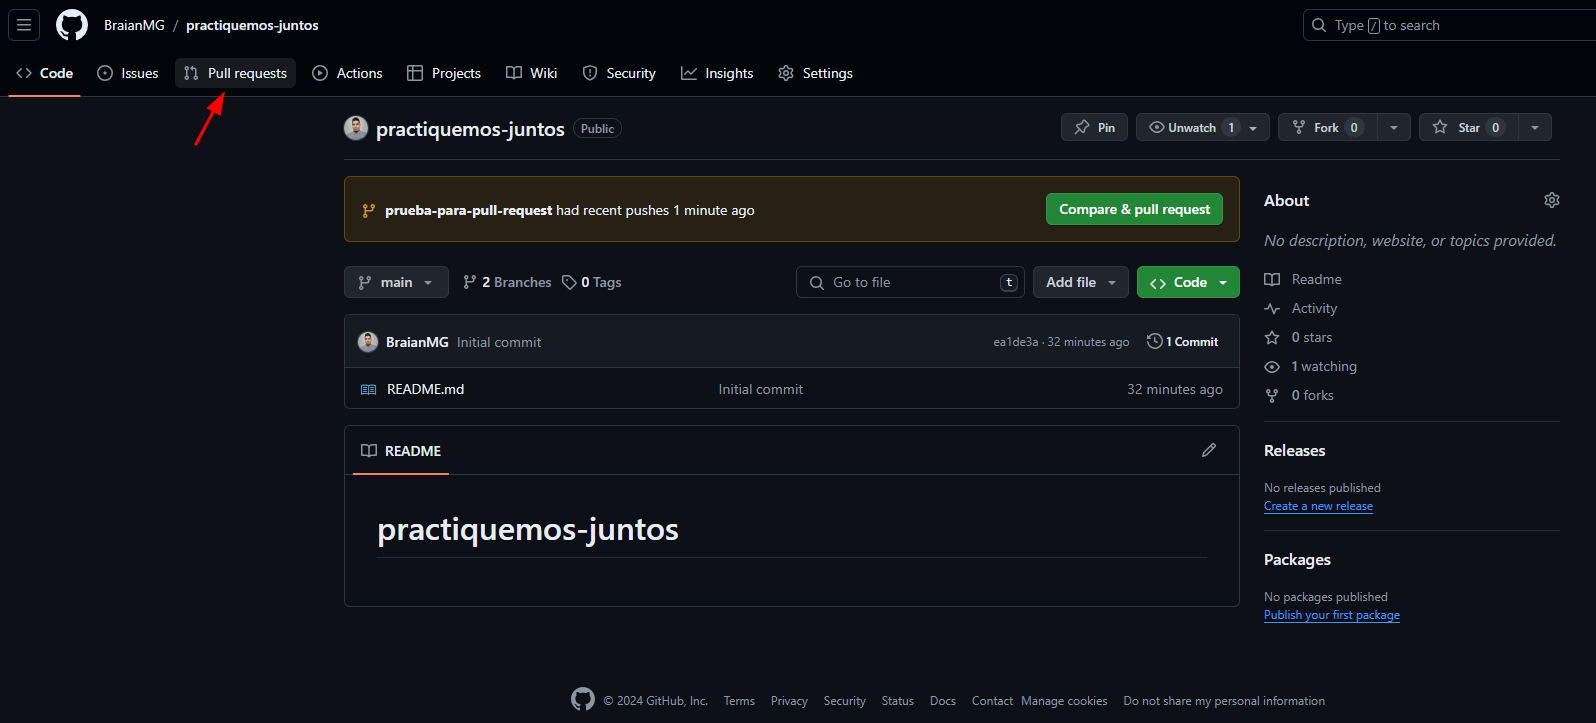 BraianMG / practiquemos-juntos
Type / to search
Code Issues Pull requests Actions Projects Wiki Security Insights Settings
practiquemos-juntos Public
Pin Unwatch 1 Fork 0 Star 0
prueba-para-pull-request had recent pushes 1 minute ago
Compare & pull request
main 2 Branches 0 Tags
Go to file t Add file Code
BraianMG Initial commit ea1de3a · 32 minutes ago 1 Commit
README.md Initial commit 32 minutes ago
README
practiquemos-juntos
About
No description, website, or topics provided.
Readme
Activity
0 stars
1 watching
0 forks
Releases
No releases published
Create a new release
Packages
No packages published
Publish your first package
© 2024 GitHub, Inc. Terms Privacy Security Status Docs Contact Manage cookies Do not share my personal information